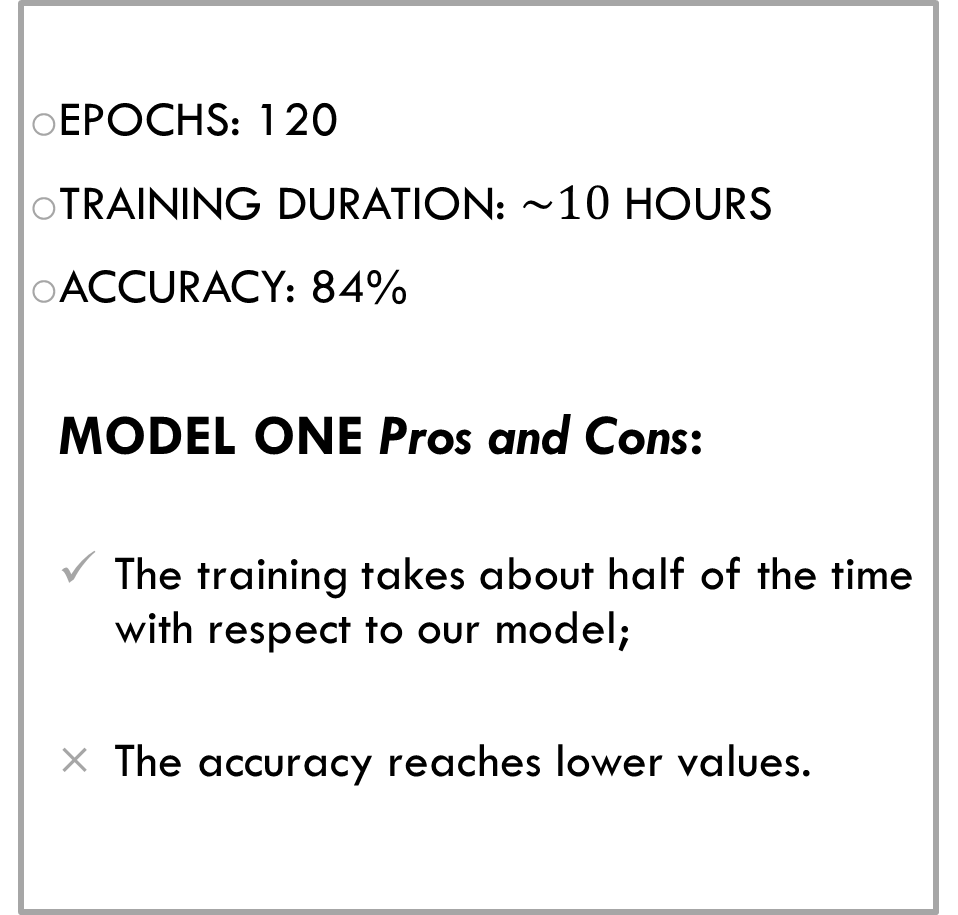 EPOCHS: 120
TRAINING DURATION: ~10 HOURS
ACCURACY: 84%
MODEL ONE Pros and Cons:
✓ The training takes about half of the time
with respect to our model;
× The accuracy reaches lower values.